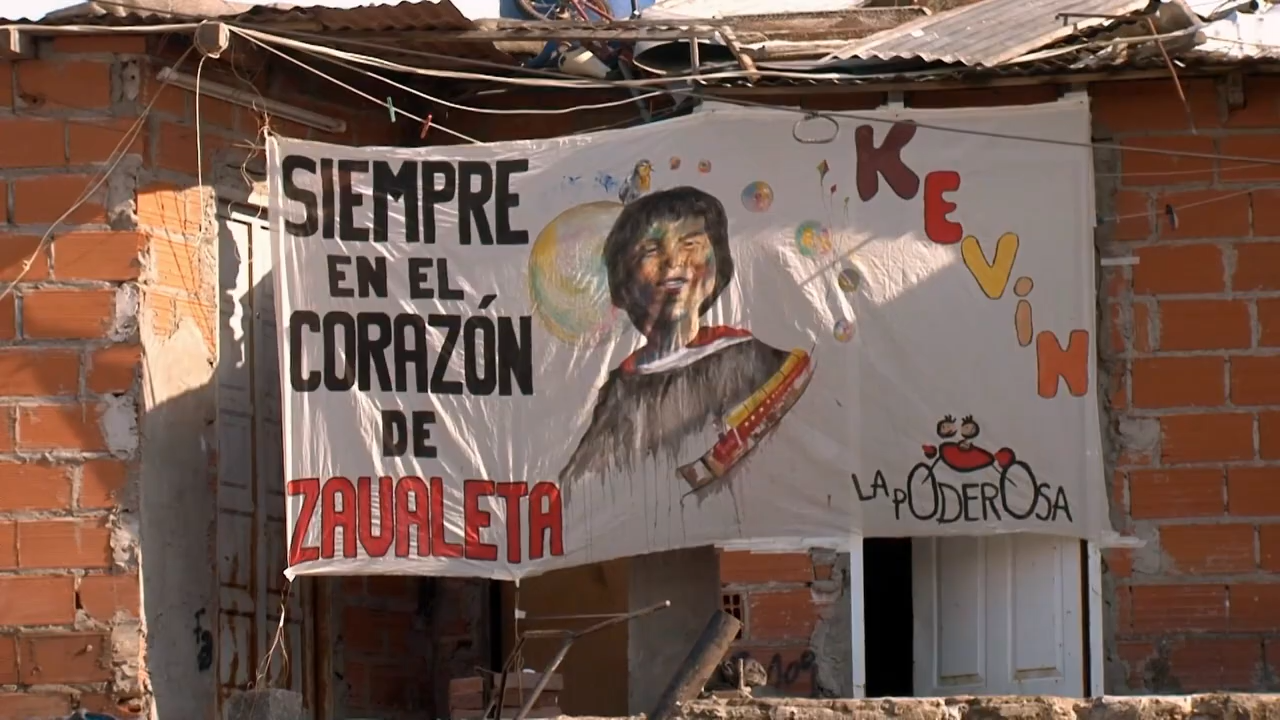 SIEMPRE
EN EL
CORAZÓN
DE
ZAVALETA
KEViN
LA PODEROSA